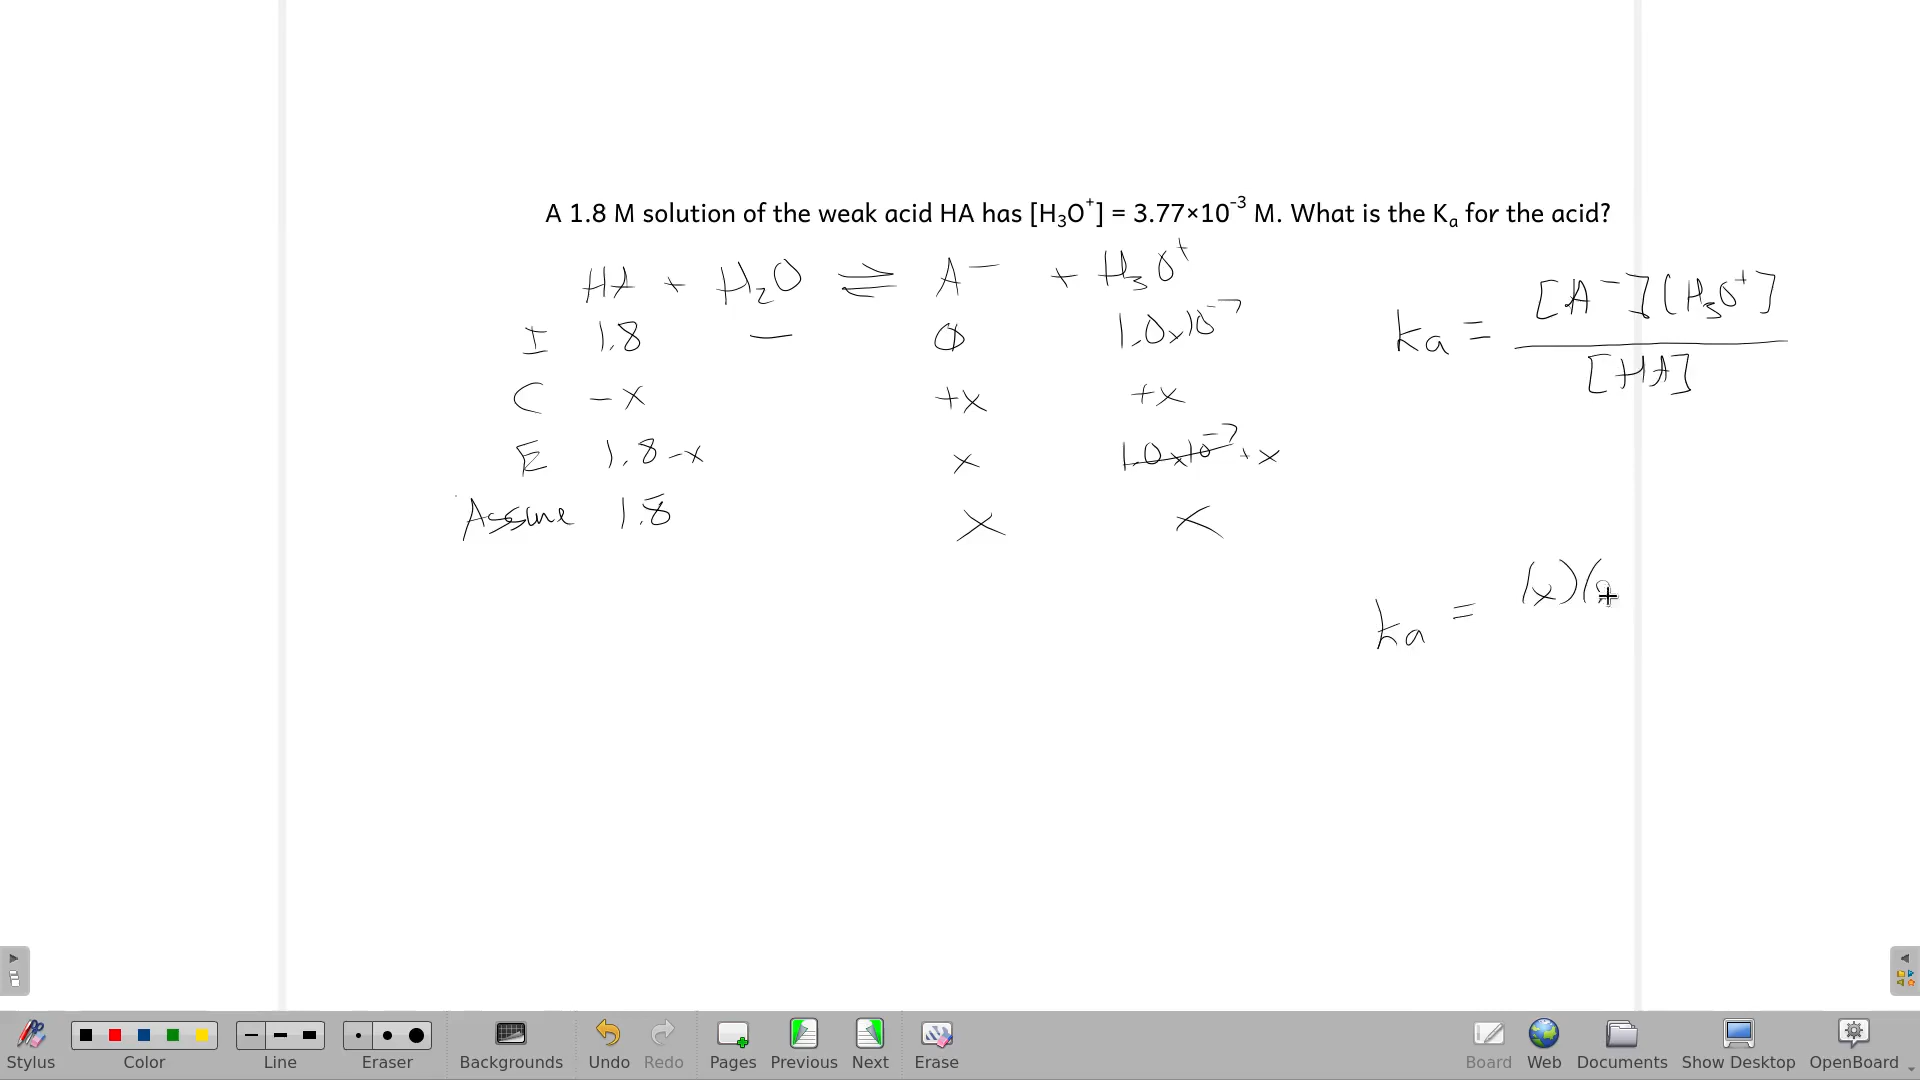 A 1.8 M solution of the weak acid HA has [H₃O⁺] = 3.77×10⁻³ M. What is the Kₐ for the acid?
HA + H₂O ⇌ A⁻ + H₃O⁺
I 1.8 — 0 1.0x10⁻⁷
C -x +x +x
E 1.8-x x 1.0x10⁻⁷+x
Assume 1.8 x x
ka = [A⁻][H₃O⁺]
[HA]
ka = (x)(
Stylus Color Line Eraser Backgrounds Undo Redo Pages Previous Next Erase Board Web Documents Show Desktop OpenBoard